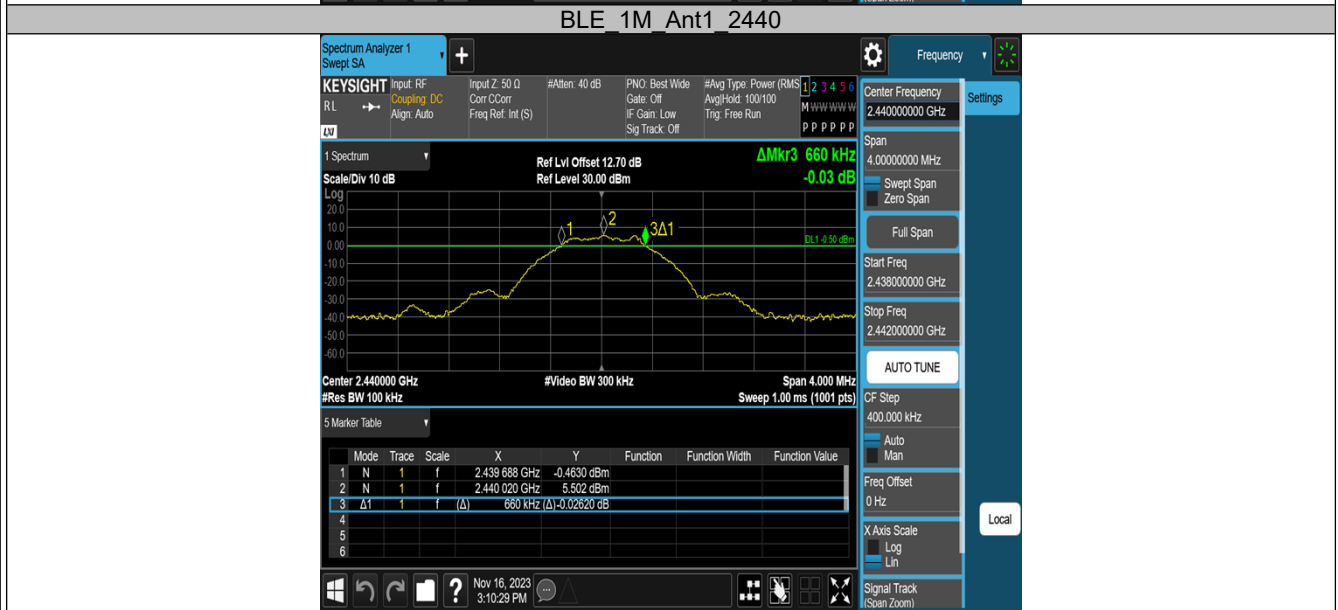 BLE_1M_Ant1_2440
Spectrum Analyzer 1
Swept SA
+
Frequency
KEYSIGHT
RL
LXI
Input: RF
Coupling: DC
Align: Auto
Input Z: 50 Ω
Corr CCorr
Freq Ref: Int (S)
#Atten: 40 dB
PNO: Best Wide
Gate: Off
IF Gain: Low
Sig Track: Off
#Avg Type: Power (RMS
Avg|Hold: 100/100
Trig: Free Run
1 2 3 4 5 6
M W W W W W
P P P P P P
1 Spectrum
Scale/Div 10 dB
Ref Lvl Offset 12.70 dB
Ref Level 30.00 dBm
ΔMkr3 660 kHz
-0.03 dB
Log
20.0
10.0
0.00
-10.0
-20.0
-30.0
-40.0
-50.0
-60.0
1
2
3Δ1
DL1 -0.50 dBm
Center 2.440000 GHz
#Video BW 300 kHz
Span 4.000 MHz
#Res BW 100 kHz
Sweep 1.00 ms (1001 pts)
5 Marker Table
Mode Trace Scale X Y Function Function Width Function Value
1 N 1 f 2.439 688 GHz -0.4630 dBm
2 N 1 f 2.440 020 GHz 5.502 dBm
3 Δ1 1 f (Δ) 660 kHz (Δ) -0.02620 dB
4
5
6
?
Nov 16, 2023
3:10:29 PM
Center Frequency
2.440000000 GHz
Settings
Span
4.00000000 MHz
Swept Span
Zero Span
Full Span
Start Freq
2.438000000 GHz
Stop Freq
2.442000000 GHz
AUTO TUNE
CF Step
400.000 kHz
Auto
Man
Freq Offset
0 Hz
Local
X Axis Scale
Log
Lin
Signal Track
(Span Zoom)